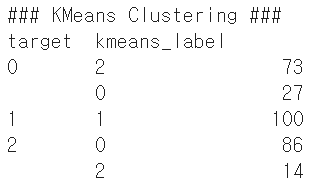 ### KMeans Clustering ###
target  kmeans_label
0       2                73
        0                27
1       1               100
2       0                86
        2                14